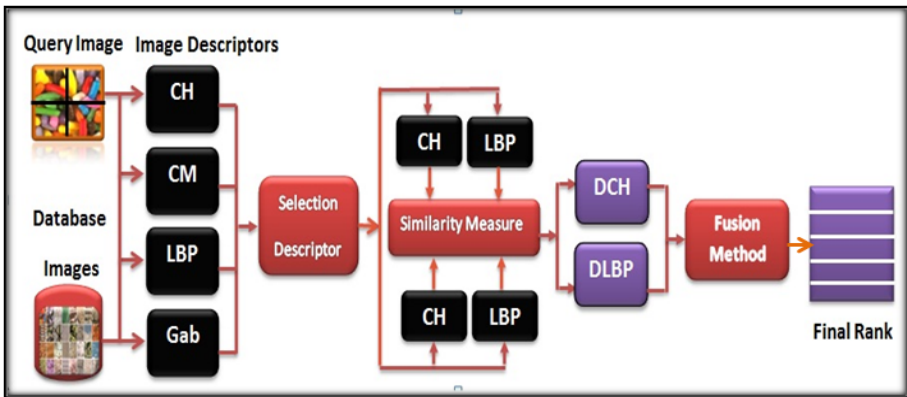 Query Image
Image Descriptors
CH
CM
LBP
Gab
Database
Images
Selection
Descriptor
CH
LBP
Similarity Measure
CH
LBP
DCH
DLBP
Fusion
Method
Final Rank